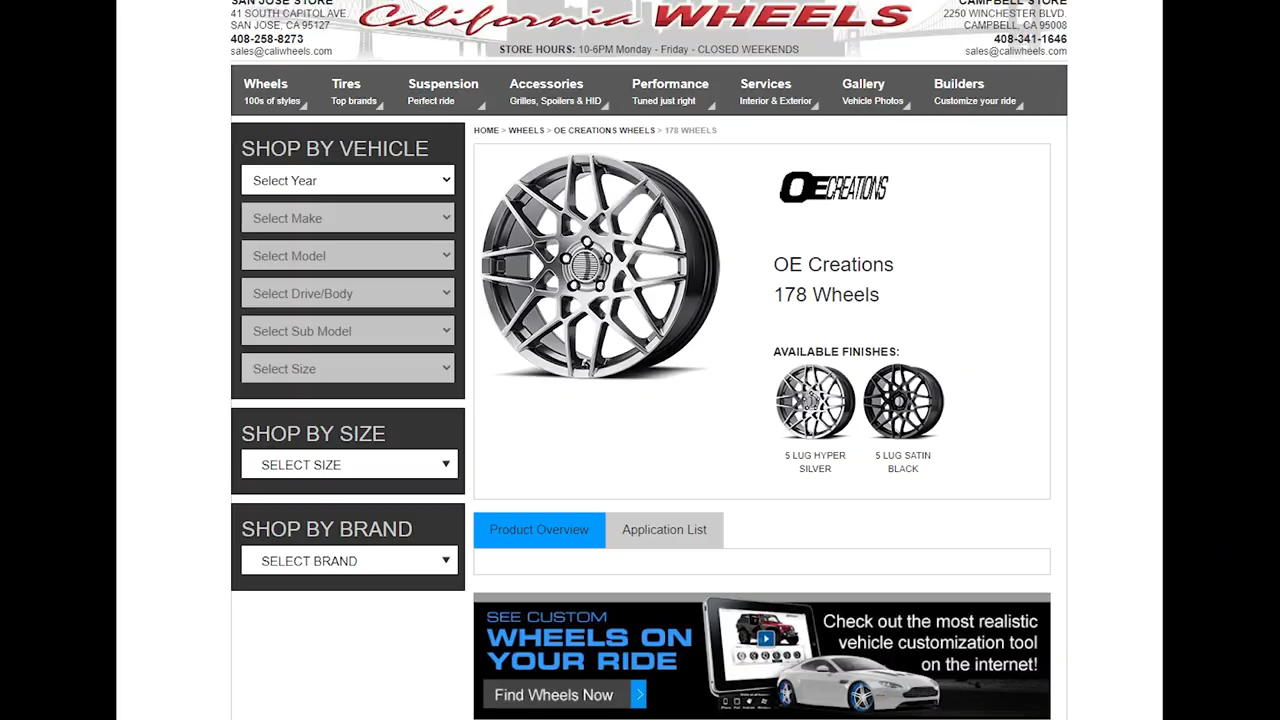 SAN JOSE STORE
41 SOUTH CAPITOL AVE
SAN JOSE, CA 95127
408-258-8273
sales@caliwheels.com
California WHEELS
STORE HOURS: 10-6PM Monday - Friday - CLOSED WEEKENDS
CAMPBELL STORE
2250 WINCHESTER BLVD.
CAMPBELL, CA 95008
408-341-1646
sales@caliwheels.com
Wheels
100s of styles
Tires
Top brands
Suspension
Perfect ride
Accessories
Grilles, Spoilers & HID
Performance
Tuned just right
Services
Interior & Exterior
Gallery
Vehicle Photos
Builders
Customize your ride
SHOP BY VEHICLE
Select Year
Select Make
Select Model
Select Drive/Body
Select Sub Model
Select Size
SHOP BY SIZE
SELECT SIZE
SHOP BY BRAND
SELECT BRAND
HOME > WHEELS > OE CREATIONS WHEELS > 178 WHEELS
OE CREATIONS
OE Creations
178 Wheels
AVAILABLE FINISHES:
5 LUG HYPER
SILVER
5 LUG SATIN
BLACK
Product Overview
Application List
SEE CUSTOM
WHEELS ON
YOUR RIDE
Find Wheels Now
Check out the most realistic
vehicle customization tool
on the internet!